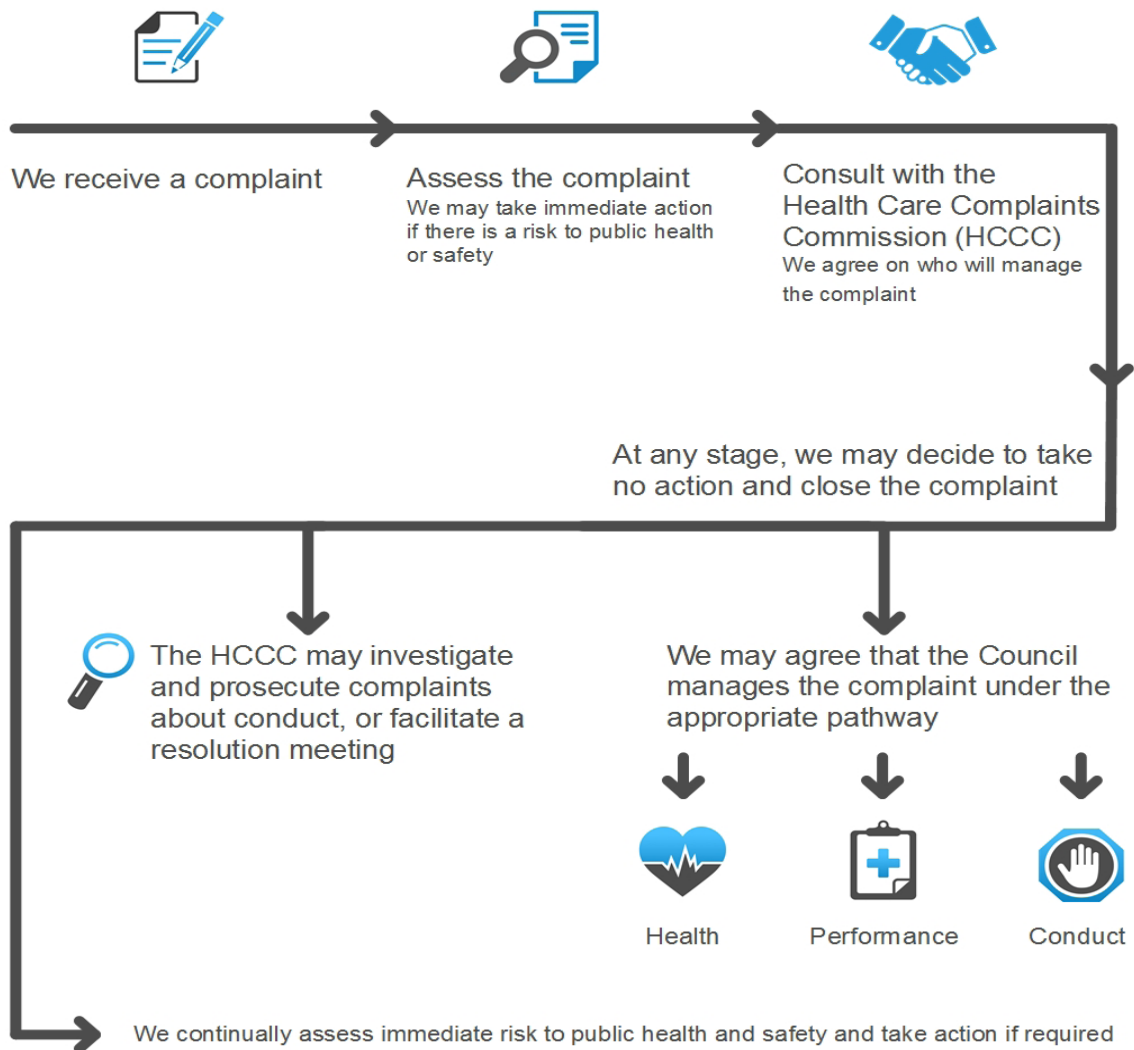 We receive a complaint
Assess the complaint
We may take immediate action
if there is a risk to public health
or safety
Consult with the
Health Care Complaints
Commission (HCCC)
We agree on who will manage
the complaint
At any stage, we may decide to take
no action and close the complaint
The HCCC may investigate
and prosecute complaints
about conduct, or facilitate a
resolution meeting
We may agree that the Council
manages the complaint under the
appropriate pathway
Health
Performance
Conduct
We continually assess immediate risk to public health and safety and take action if required